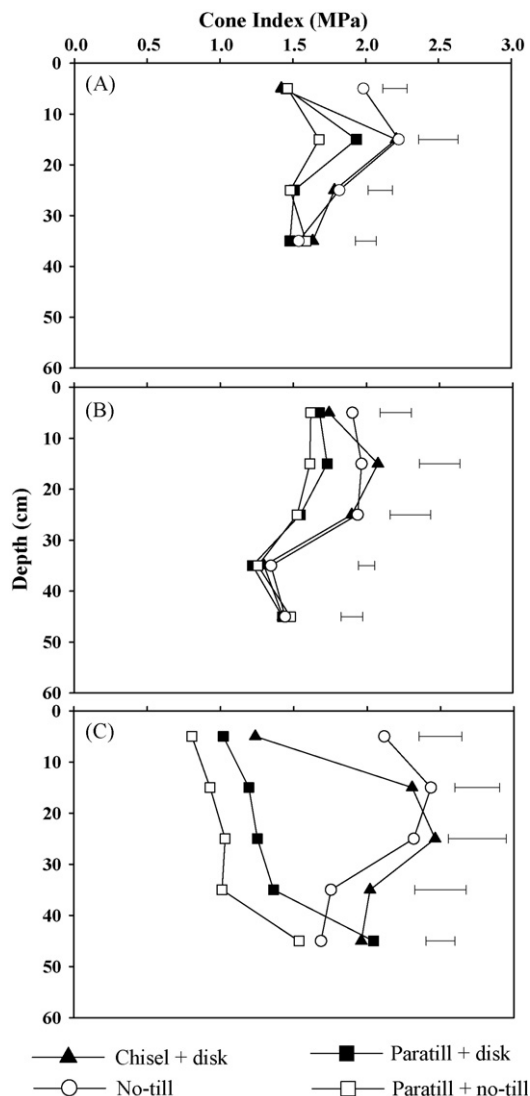 Cone Index (MPa)
0.0 0.5 1.0 1.5 2.0 2.5 3.0
0
(A)
10
20
30
40
50
60
0
(B)
10
20
30
40
50
60
Depth (cm)
0
(C)
10
20
30
40
50
60
Chisel + disk Paratill + disk
No-till Paratill + no-till